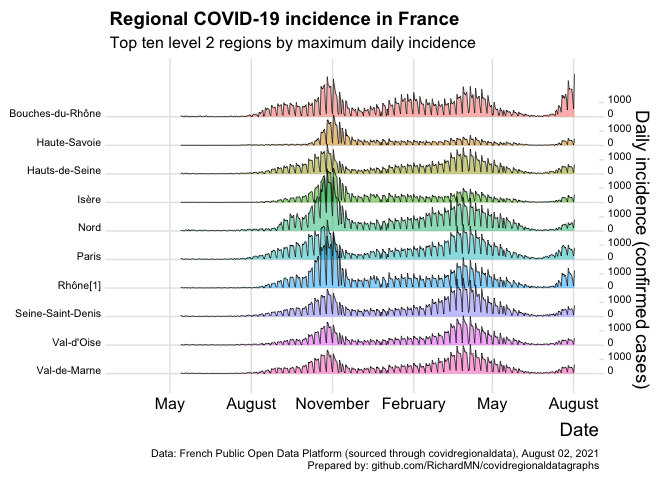 Regional COVID-19 incidence in France
Top ten level 2 regions by maximum daily incidence
Bouches-du-Rhône
1000
0
Haute-Savoie
1000
0
Hauts-de-Seine
1000
0
Isère
1000
0
Nord
1000
0
Paris
1000
0
Rhône[1]
1000
0
Seine-Saint-Denis
1000
0
Val-d'Oise
1000
0
Val-de-Marne
1000
0
Daily incidence (confirmed cases)
May August November February May August
Date
Data: French Public Open Data Platform (sourced through covidregionaldata), August 02, 2021
Prepared by: github.com/RichardMN/covidregionaldatagraphs